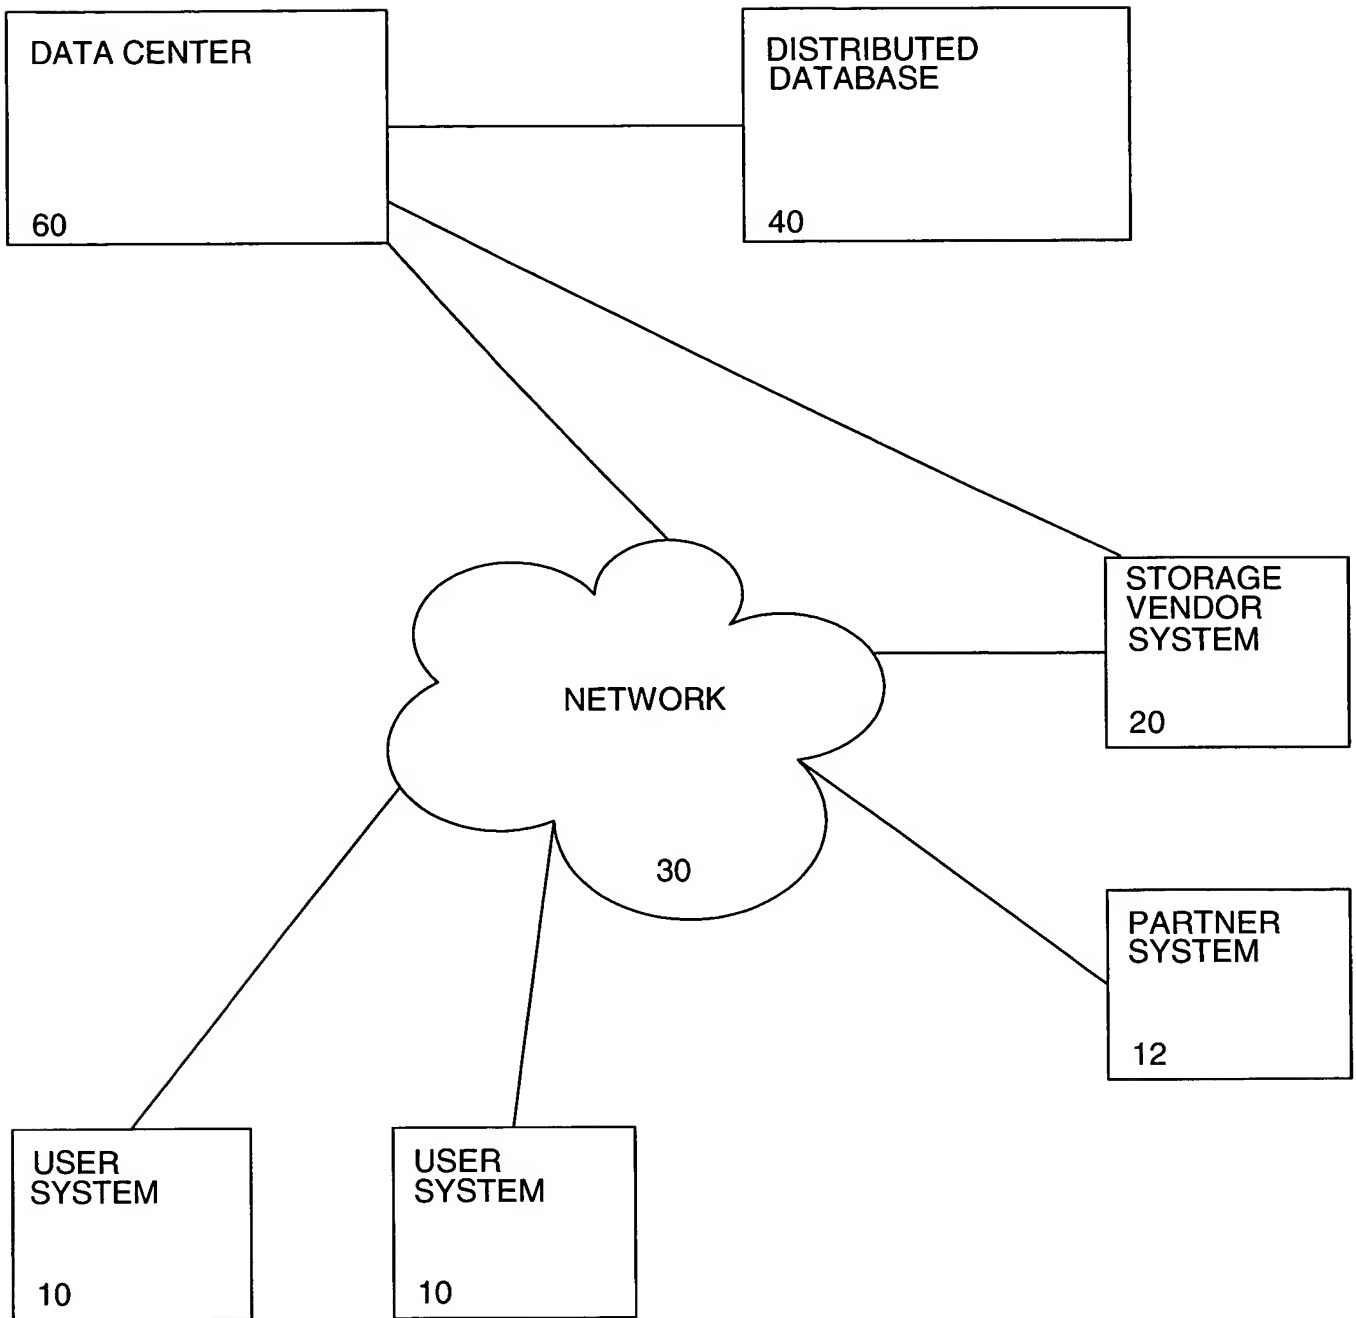 DATA CENTER
60
DISTRIBUTED
DATABASE
40
STORAGE
VENDOR
SYSTEM
20
NETWORK
30
PARTNER
SYSTEM
12
USER
SYSTEM
10
USER
SYSTEM
10